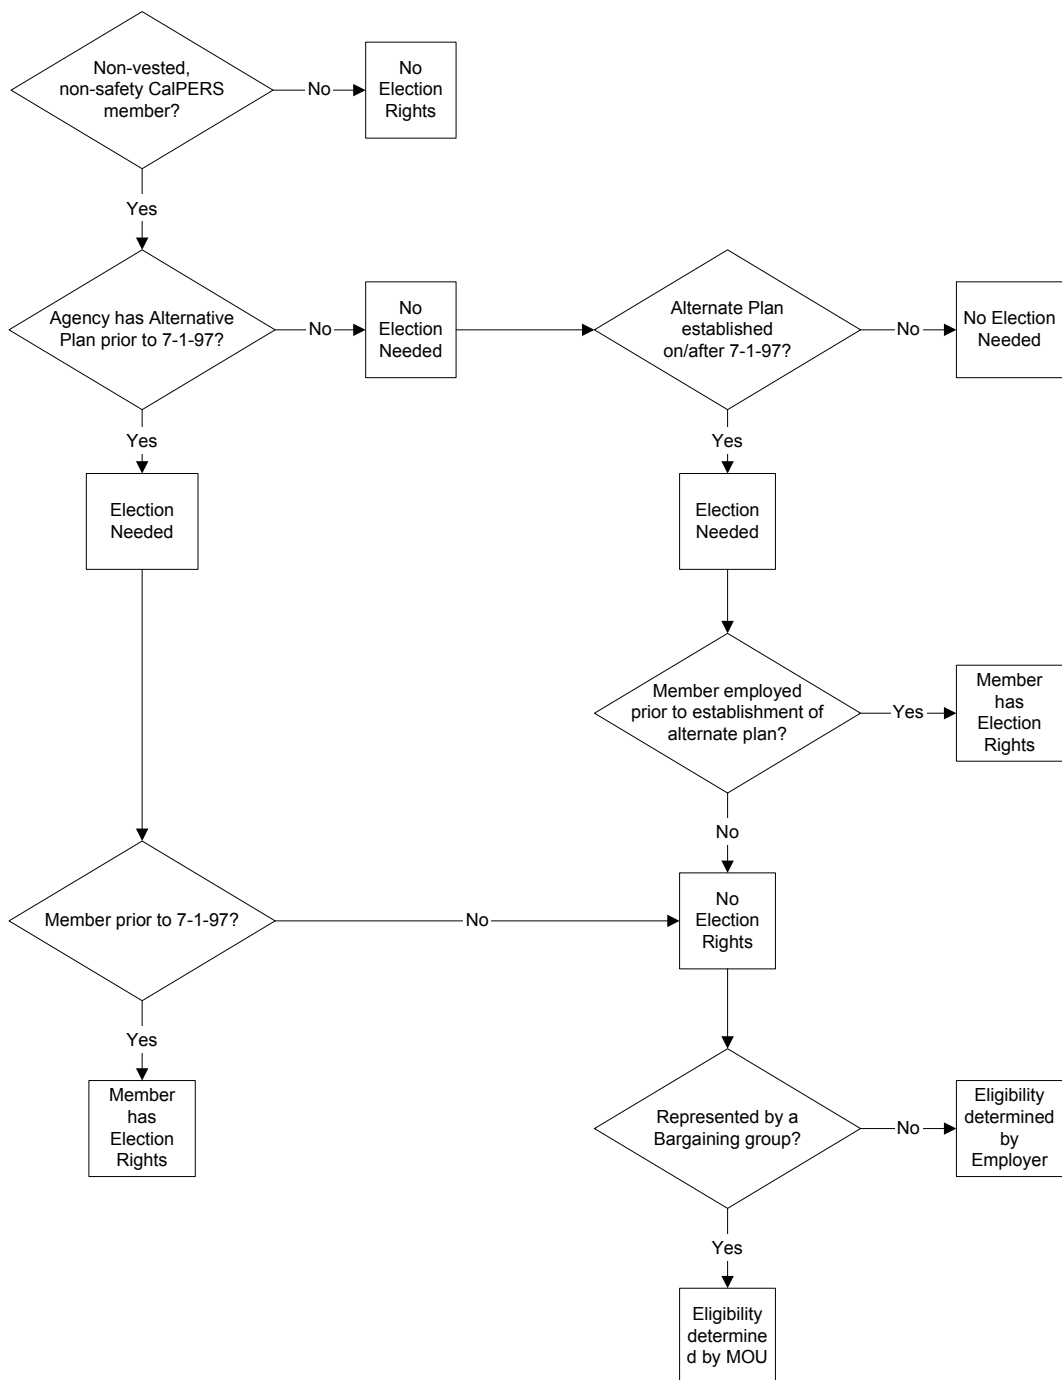 Non-vested,
non-safety CalPERS
member?
No
No
Election
Rights
Yes
Agency has Alternative
Plan prior to 7-1-97?
No
No
Election
Needed
Alternate Plan
established
on/after 7-1-97?
No
No Election
Needed
Yes
Election
Needed
Yes
Election
Needed
Member employed
prior to establishment of
alternate plan?
Yes
Member
has
Election
Rights
No
Member prior to 7-1-97?
No
No
Election
Rights
Yes
Member
has
Election
Rights
Represented by a
Bargaining group?
No
Eligibility
determined
by
Employer
Yes
Eligibility
determine
d by MOU